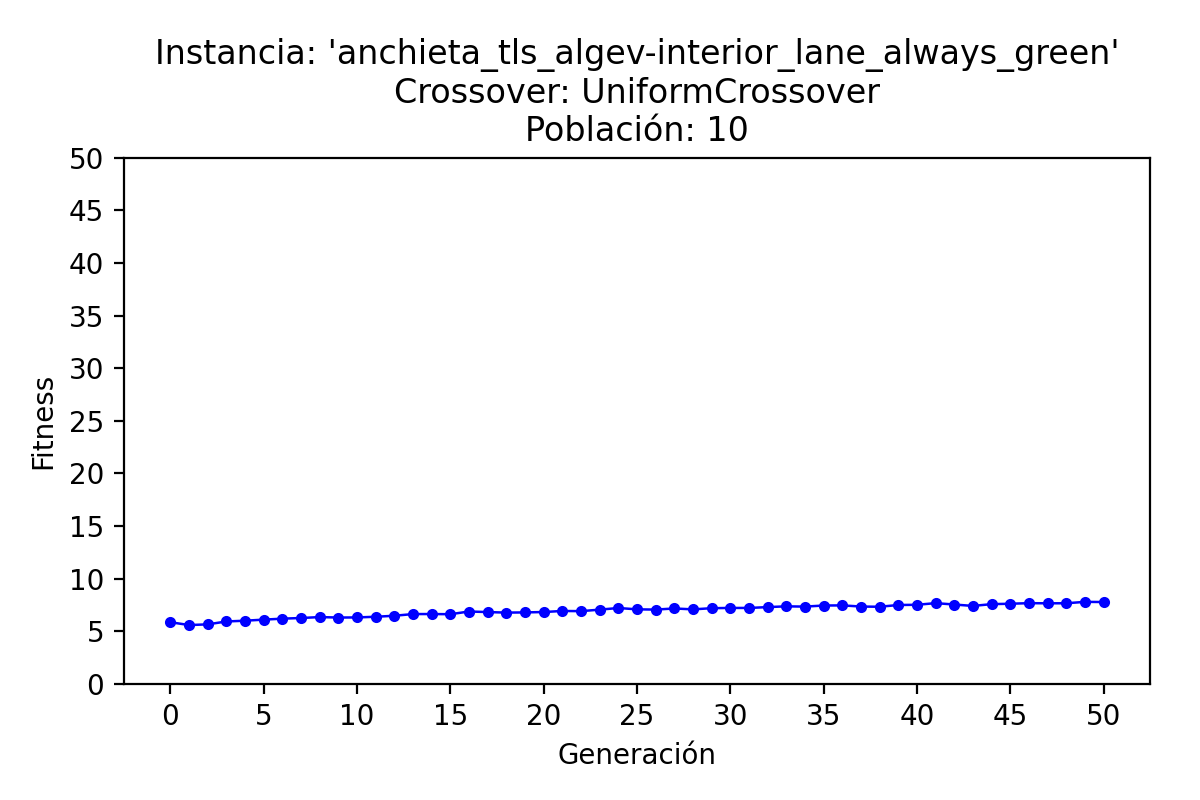 Instancia: 'anchieta_tls_algev-interior_lane_always_green'
Crossover: UniformCrossover
Población: 10
50
45
40
35
30
25
20
15
10
5
0
Fitness
0 5 10 15 20 25 30 35 40 45 50
Generación